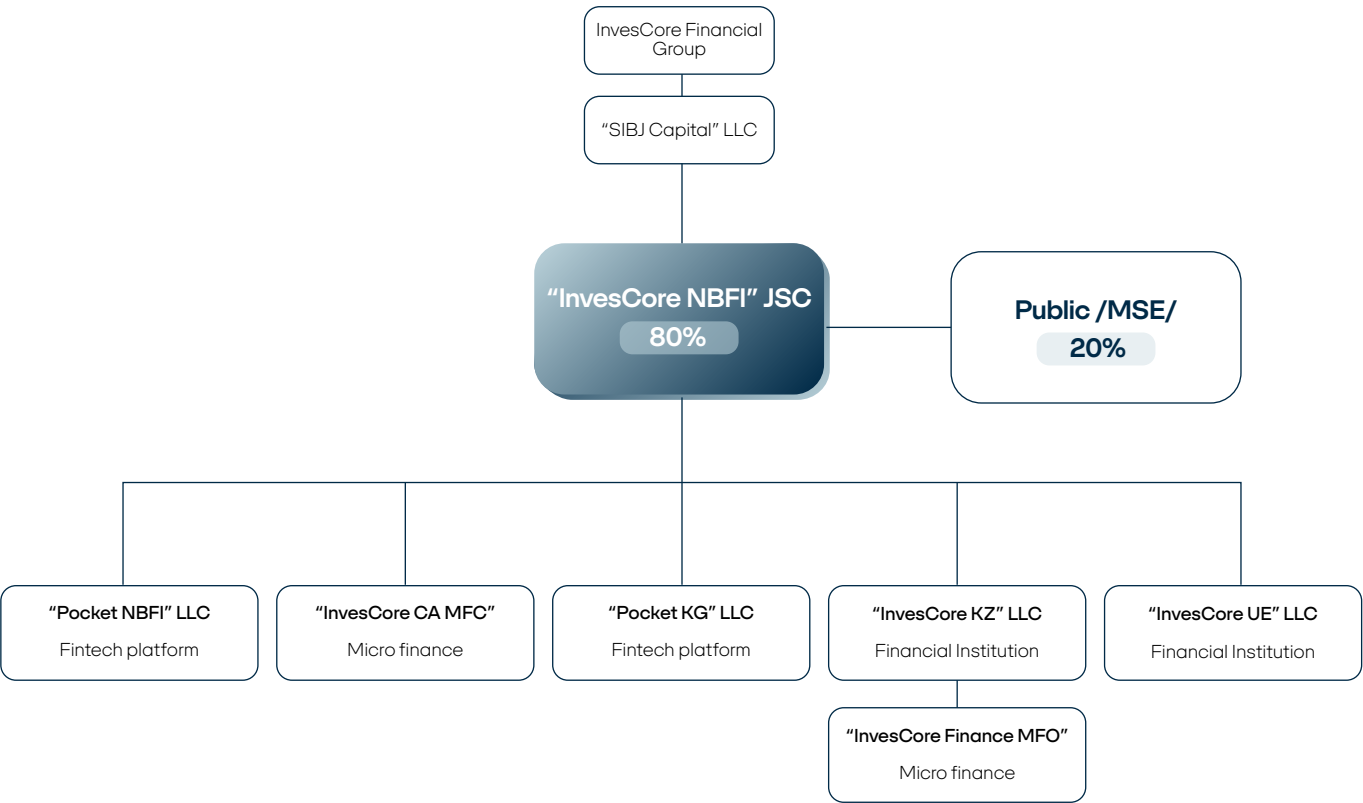 InvesCore Financial
Group
“SIBJ Capital” LLC
“InvesCore NBFI” JSC
80%
Public /MSE/
20%
“Pocket NBFI” LLC
Fintech platform
“InvesCore CA MFC”
Micro finance
“Pocket KG” LLC
Fintech platform
“InvesCore KZ” LLC
Financial Institution
“InvesCore UE” LLC
Financial Institution
“InvesCore Finance MFO”
Micro finance